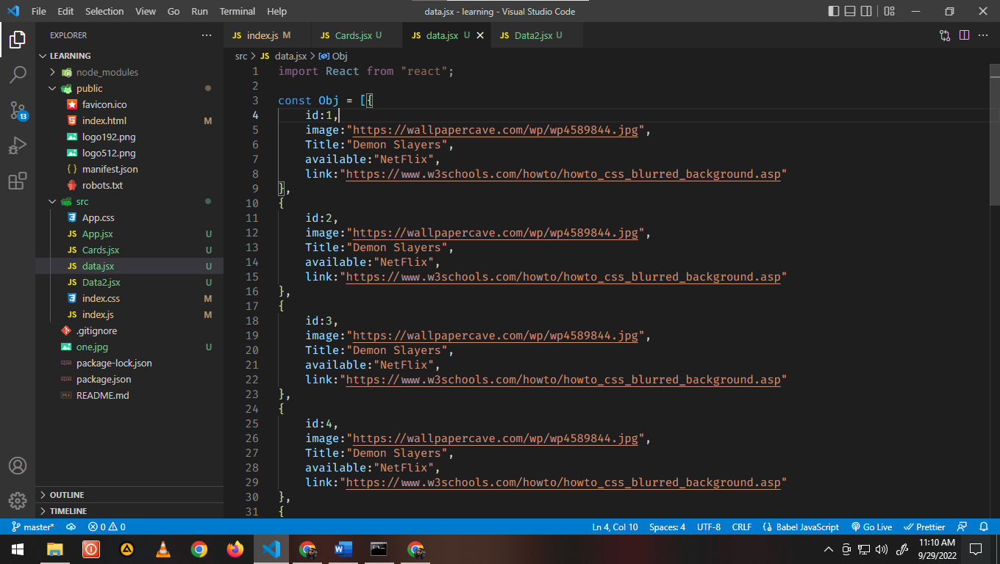 File Edit Selection View Go Run Terminal Help data.jsx - learning - Visual Studio Code
EXPLORER ...
LEARNING
node_modules
public
favicon.ico
index.html M
logo192.png
logo512.png
{ } manifest.json
robots.txt
src
App.css
JS App.jsx U
JS Cards.jsx U
JS data.jsx U
JS Data2.jsx U
index.css M
JS index.js M
.gitignore
one.jpg U
package-lock.json
package.json
README.md
OUTLINE
TIMELINE
13
JS index.js M JS Cards.jsx U JS data.jsx U JS Data2.jsx U
src > JS data.jsx > Obj
1 import React from "react";
2
3 const Obj = [{
4 id:1,
5 image:"https://wallpapercave.com/wp/wp4589844.jpg",
6 Title:"Demon Slayers",
7 available:"NetFlix",
8 link:"https://www.w3schools.com/howto/howto_css_blurred_background.asp"
9 },
10 {
11 id:2,
12 image:"https://wallpapercave.com/wp/wp4589844.jpg",
13 Title:"Demon Slayers",
14 available:"NetFlix",
15 link:"https://www.w3schools.com/howto/howto_css_blurred_background.asp"
16 },
17 {
18 id:3,
19 image:"https://wallpapercave.com/wp/wp4589844.jpg",
20 Title:"Demon Slayers",
21 available:"NetFlix",
22 link:"https://www.w3schools.com/howto/howto_css_blurred_background.asp"
23 },
24 {
25 id:4,
26 image:"https://wallpapercave.com/wp/wp4589844.jpg",
27 Title:"Demon Slayers",
28 available:"NetFlix",
29 link:"https://www.w3schools.com/howto/howto_css_blurred_background.asp"
30 },
31 {
master* 0 0 Ln 4, Col 10 Spaces: 4 UTF-8 CRLF Babel JavaScript Go Live Prettier
11:10 AM
9/29/2022